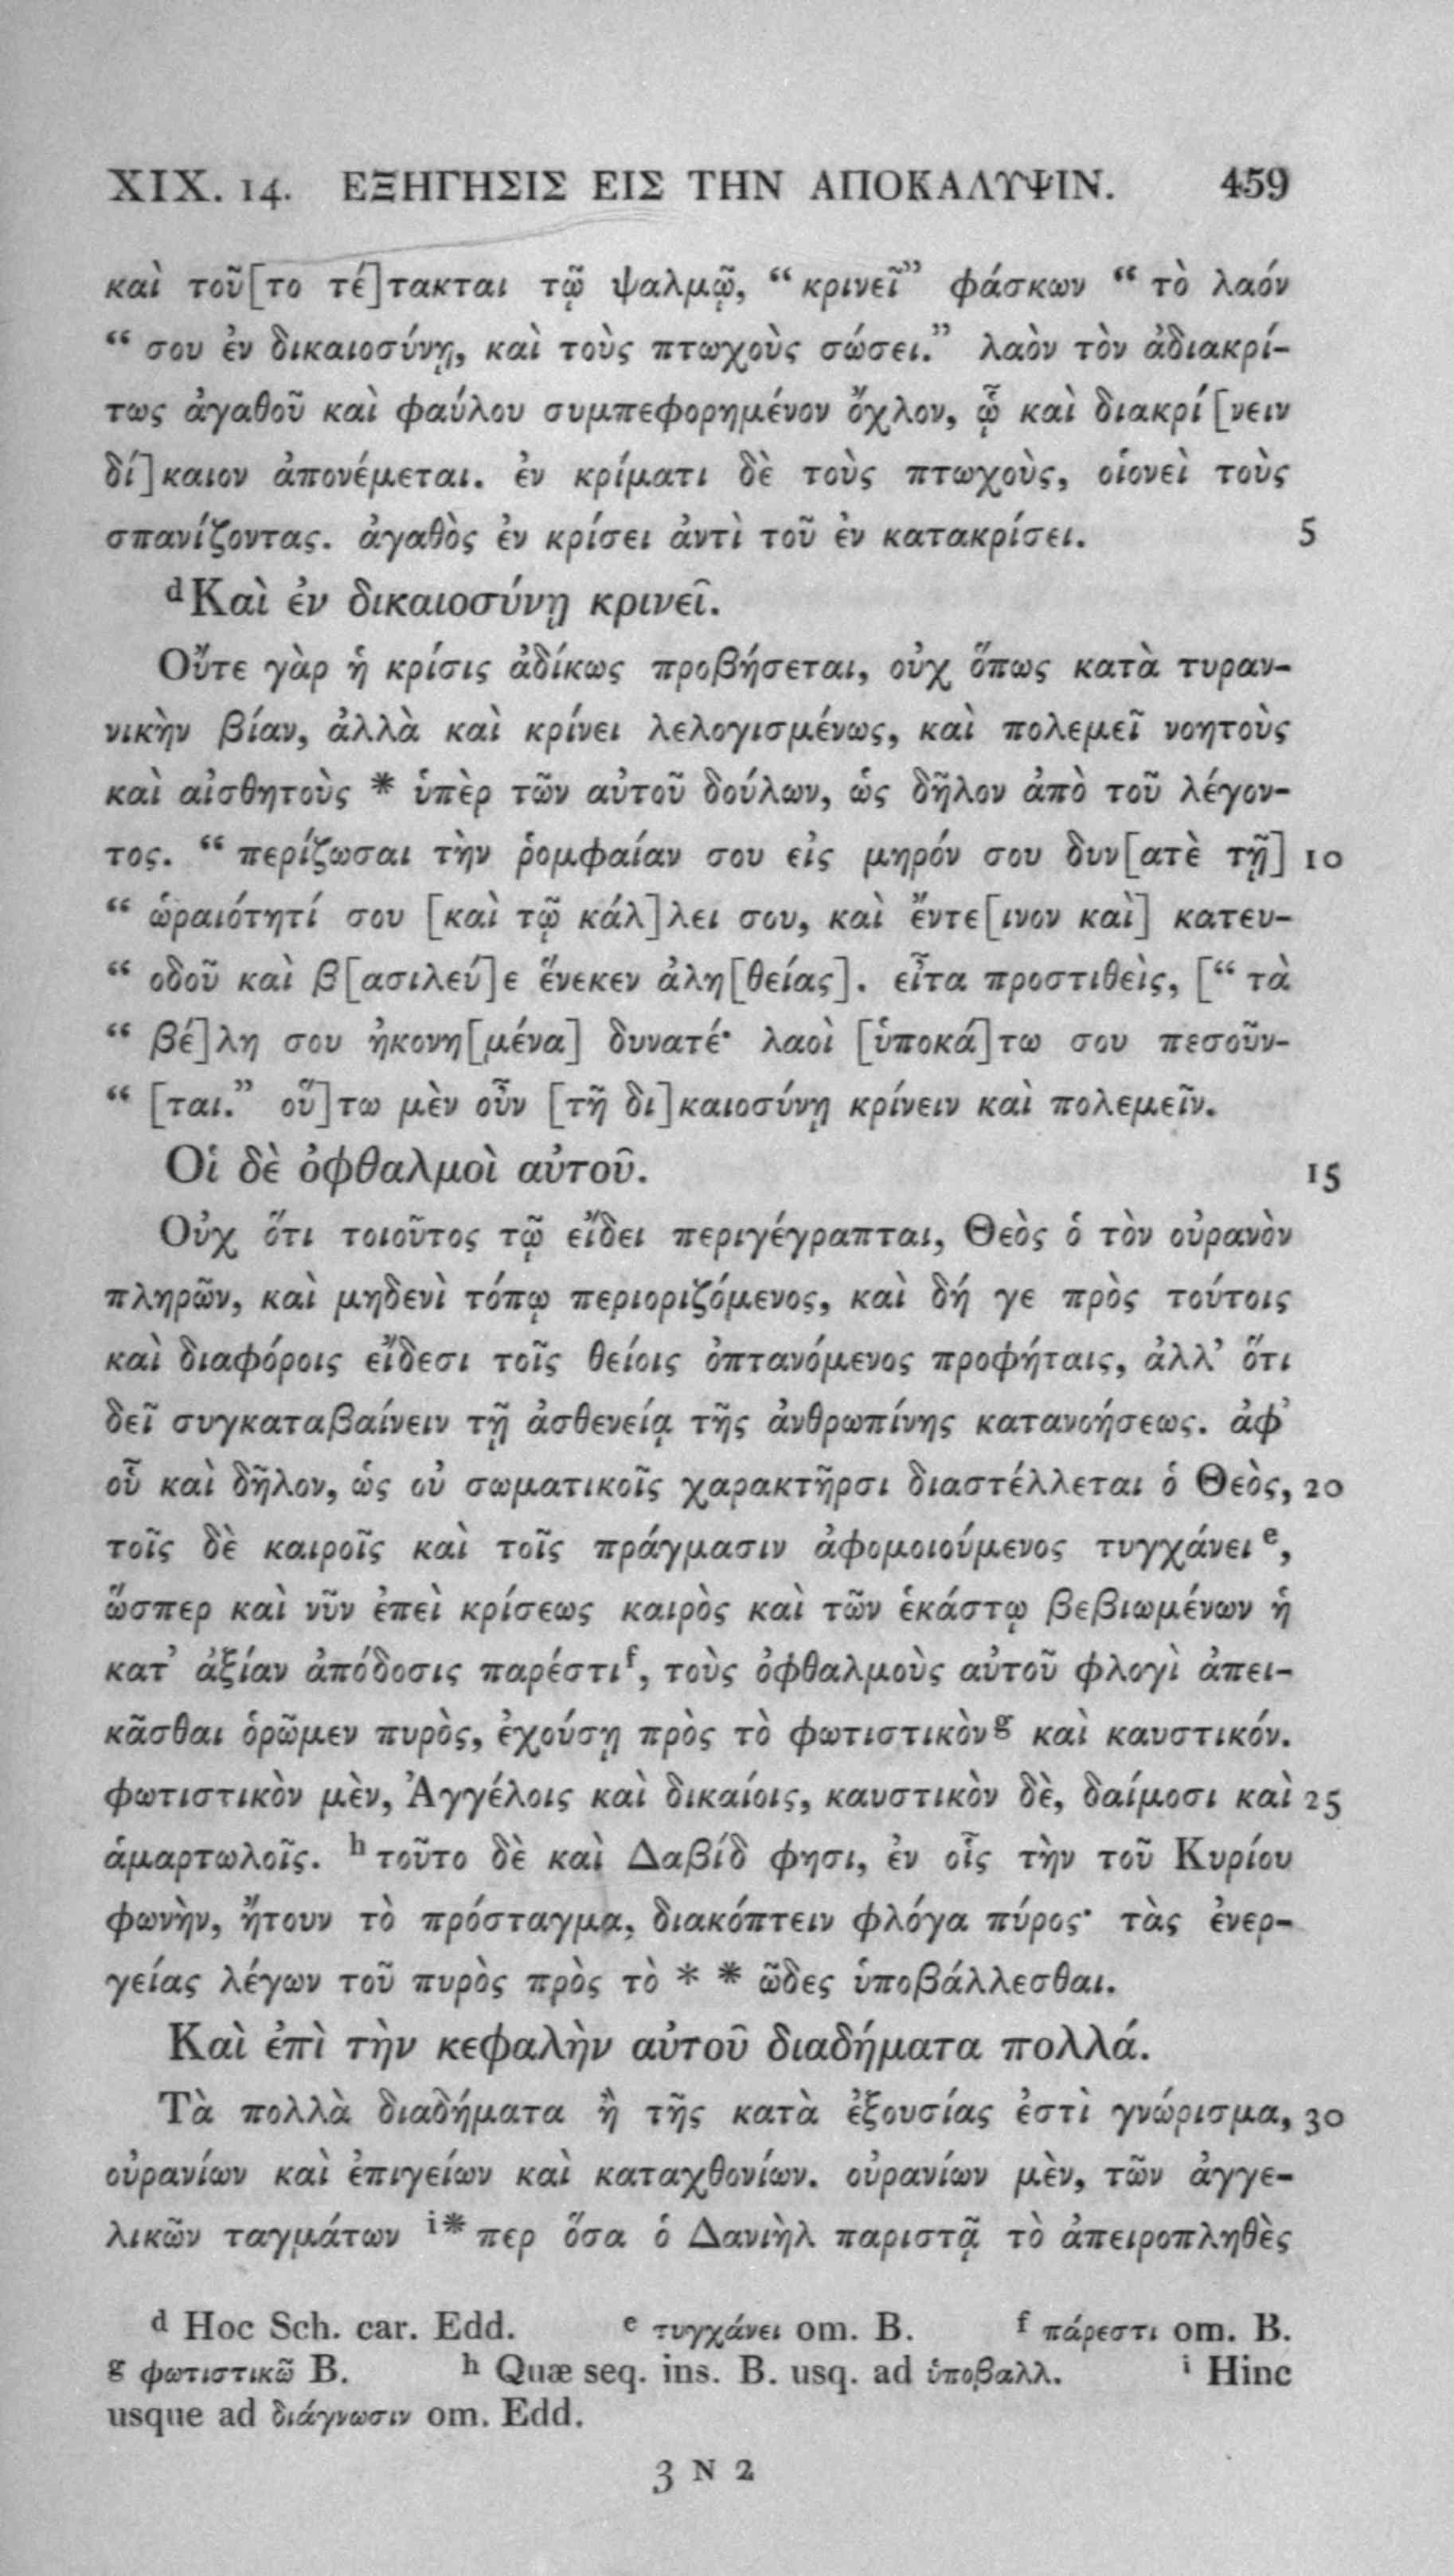 XIX. 14. ΕΞΗΓΗΣΙΣ ΕΙΣ ΤΗΝ ΑΠΟΚΑΛΥΨΙΝ. 459
καὶ τοῦ[το τέ]τακται τῷ ψαλμῷ, “ κρινεῖ” φάσκων “ τὸ λαόν
“ σου ἐν δικαιοσύνῃ, καὶ τοὺς πτωχοὺς σώσει.” λαὸν τὸν ἀδιακρί-
τως ἀγαθοῦ καὶ φαύλου συμπεφορημένον ὄχλον, ᾧ καὶ διακρί[νειν
δί]καιον ἀπονέμεται. ἐν κρίματι δὲ τοὺς πτωχοὺς, οἱονεὶ τοὺς
σπανίζοντας. ἀγαθὸς ἐν κρίσει ἀντὶ τοῦ ἐν κατακρίσει. 5
d Καὶ ἐν δικαιοσύνῃ κρινεῖ.
Οὔτε γὰρ ἡ κρίσις ἀδίκως προβήσεται, οὐχ ὅπως κατὰ τυραν-
νικὴν βίαν, ἀλλὰ καὶ κρίνει λελογισμένως, καὶ πολεμεῖ νοητοὺς
καὶ αἰσθητοὺς * ὑπὲρ τῶν αὐτοῦ δούλων, ὡς δῆλον ἀπὸ τοῦ λέγον-
τος. “ περίζωσαι τὴν ῥομφαίαν σου εἰς μηρόν σου δυν[ατὲ τῇ] 10
“ ὡραιότητί σου [καὶ τῷ κάλ]λει σου, καὶ ἔντε[ινον καὶ] κατευ-
“ οδοῦ καὶ β[ασιλεύ]ε ἕνεκεν ἀλη[θείας]. εἶτα προστιθεὶς, [“ τὰ
“ βέ]λη σου ἠκονη[μένα] δυνατέ· λαοὶ [ὑποκά]τω σου πεσοῦν-
“ [ται.” οὕ]τω μὲν οὖν [τῇ δι]καιοσύνῃ κρίνειν καὶ πολεμεῖν.
Οἱ δὲ ὀφθαλμοὶ αὐτοῦ. 15
Οὐχ ὅτι τοιοῦτος τῷ εἴδει περιγέγραπται, Θεὸς ὁ τὸν οὐρανὸν
πληρῶν, καὶ μηδενὶ τόπῳ περιοριζόμενος, καὶ δή γε πρὸς τούτοις
καὶ διαφόροις εἴδεσι τοῖς θείοις ὀπτανόμενος προφήταις, ἀλλ’ ὅτι
δεῖ συγκαταβαίνειν τῇ ἀσθενείᾳ τῆς ἀνθρωπίνης κατανοήσεως. ἀφ’
οὗ καὶ δῆλον, ὡς οὐ σωματικοῖς χαρακτῆρσι διαστέλλεται ὁ Θεὸς, 20
τοῖς δὲ καιροῖς καὶ τοῖς πράγμασιν ἀφομοιούμενος τυγχάνει e,
ὥσπερ καὶ νῦν ἐπεὶ κρίσεως καιρὸς καὶ τῶν ἑκάστῳ βεβιωμένων ἡ
κατ’ ἀξίαν ἀπόδοσις παρέστι f, τοὺς ὀφθαλμοὺς αὐτοῦ φλογὶ ἀπει-
κᾶσθαι ὁρῶμεν πυρὸς, ἐχούσῃ πρὸς τὸ φωτιστικὸν g καὶ καυστικόν.
φωτιστικὸν μὲν, Ἀγγέλοις καὶ δικαίοις, καυστικὸν δὲ, δαίμοσι καὶ 25
ἁμαρτωλοῖς. h τοῦτο δὲ καὶ Δαβίδ φησι, ἐν οἷς τὴν τοῦ Κυρίου
φωνὴν, ἤτουν τὸ πρόσταγμα, διακόπτειν φλόγα πύρος· τὰς ἐνερ-
γείας λέγων τοῦ πυρὸς πρὸς τὸ * * ῶδες ὑποβάλλεσθαι.
Καὶ ἐπὶ τὴν κεφαλὴν αὐτοῦ διαδήματα πολλά.
Τὰ πολλὰ διαδήματα ἢ τῆς κατὰ ἐξουσίας ἐστὶ γνώρισμα, 30
οὐρανίων καὶ ἐπιγείων καὶ καταχθονίων. οὐρανίων μὲν, τῶν ἀγγε-
λικῶν ταγμάτων i * περ ὅσα ὁ Δανιὴλ παριστᾷ τὸ ἀπειροπληθὲς
d Hoc Sch. car. Edd. e τυγχάνει om. B. f πάρεστι om. B.
g φωτιστικῶ B. h Quæ seq. ins. B. usq. ad ὑποβαλλ. i Hinc
usque ad διάγνωσιν om. Edd.
3 N 2